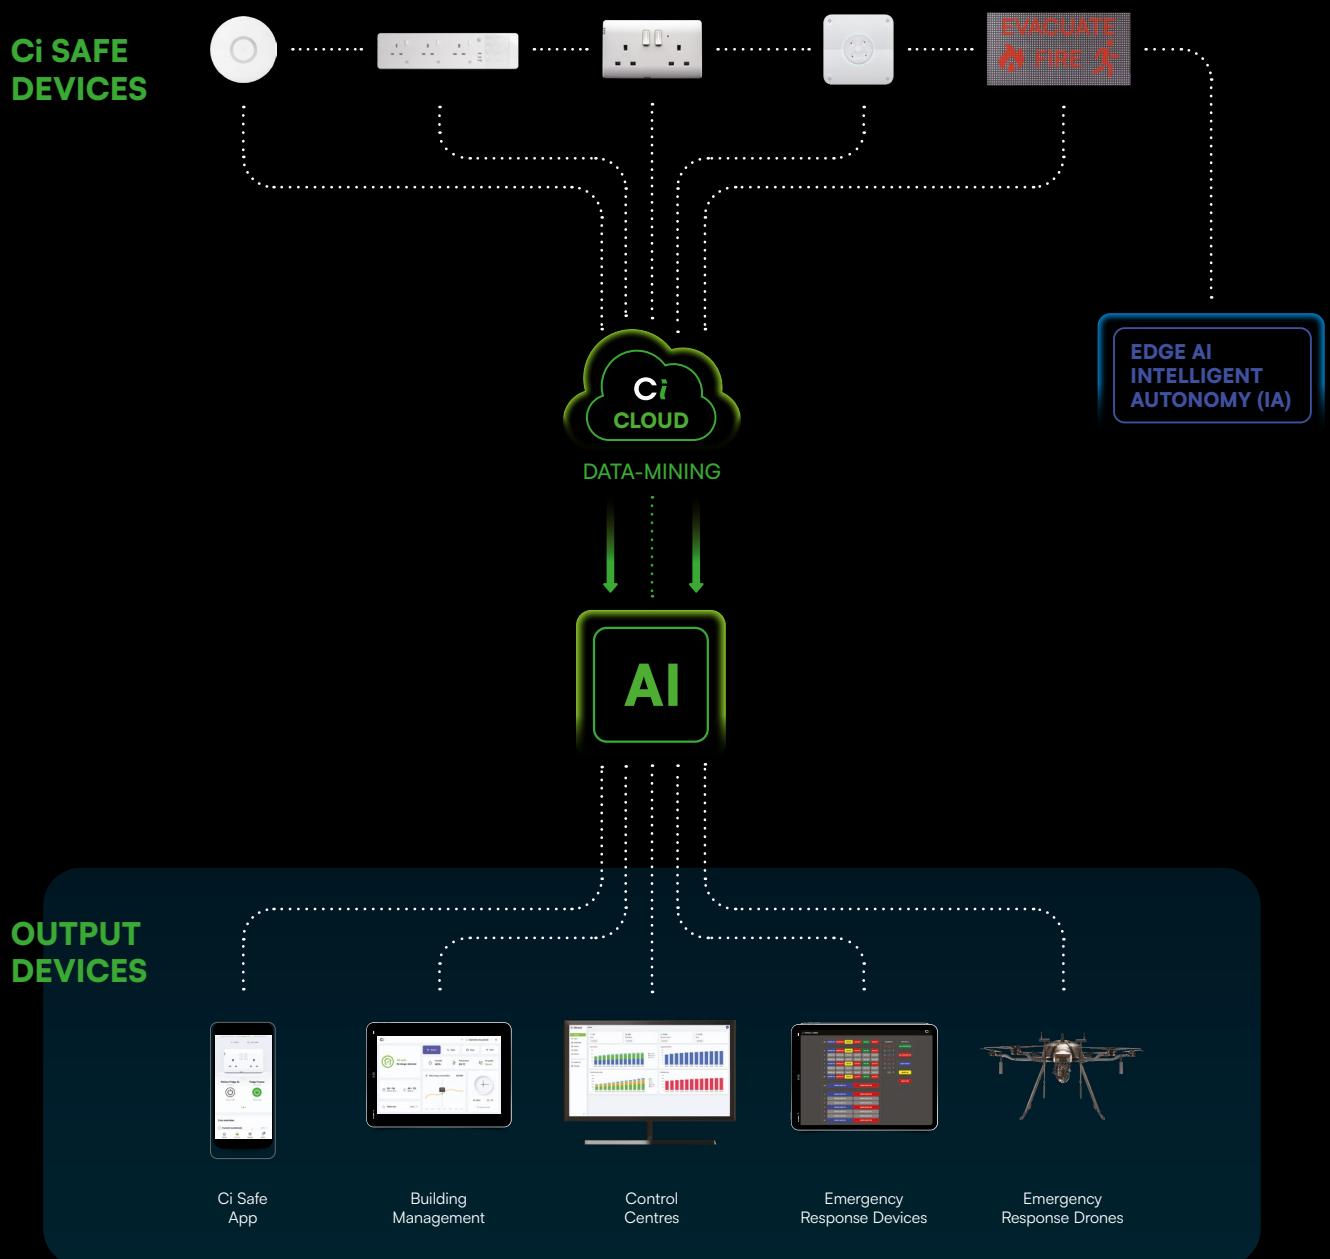 Ci SAFE
DEVICES
EVACUATE
FIRE
EDGE AI
INTELLIGENT
AUTONOMY (IA)
Ci
CLOUD
DATA-MINING
AI
OUTPUT
DEVICES
Ci Safe
App
Building
Management
Control
Centres
Emergency
Response Devices
Emergency
Response Drones